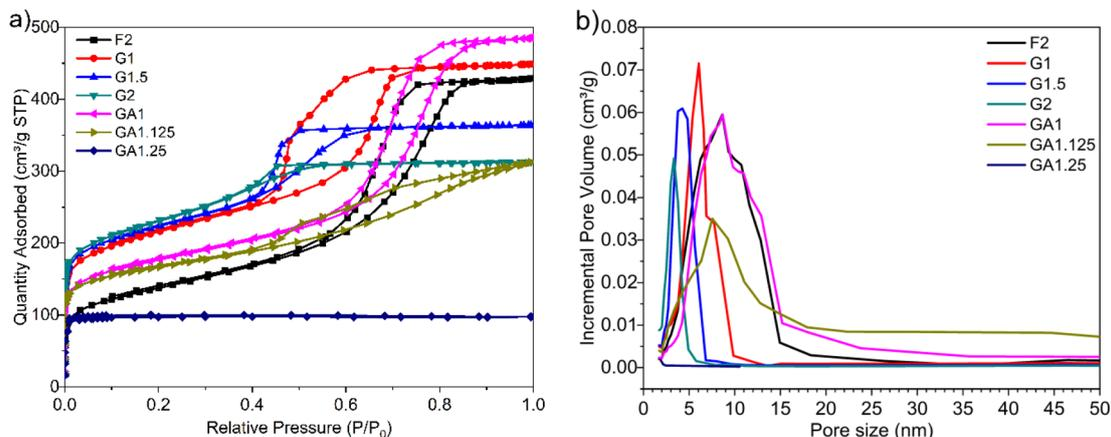 a)
500
400
300
200
100
0
Quantity Adsorbed (cm³/g STP)
F2
G1
G1.5
G2
GA1
GA1.125
GA1.25
0.0 0.2 0.4 0.6 0.8 1.0
Relative Pressure (P/P₀)
b)
0.08
0.07
0.06
0.05
0.04
0.03
0.02
0.01
0.00
Incremental Pore Volume (cm³/g)
F2
G1
G1.5
G2
GA1
GA1.125
GA1.25
0 5 10 15 20 25 30 35 40 45 50
Pore size (nm)